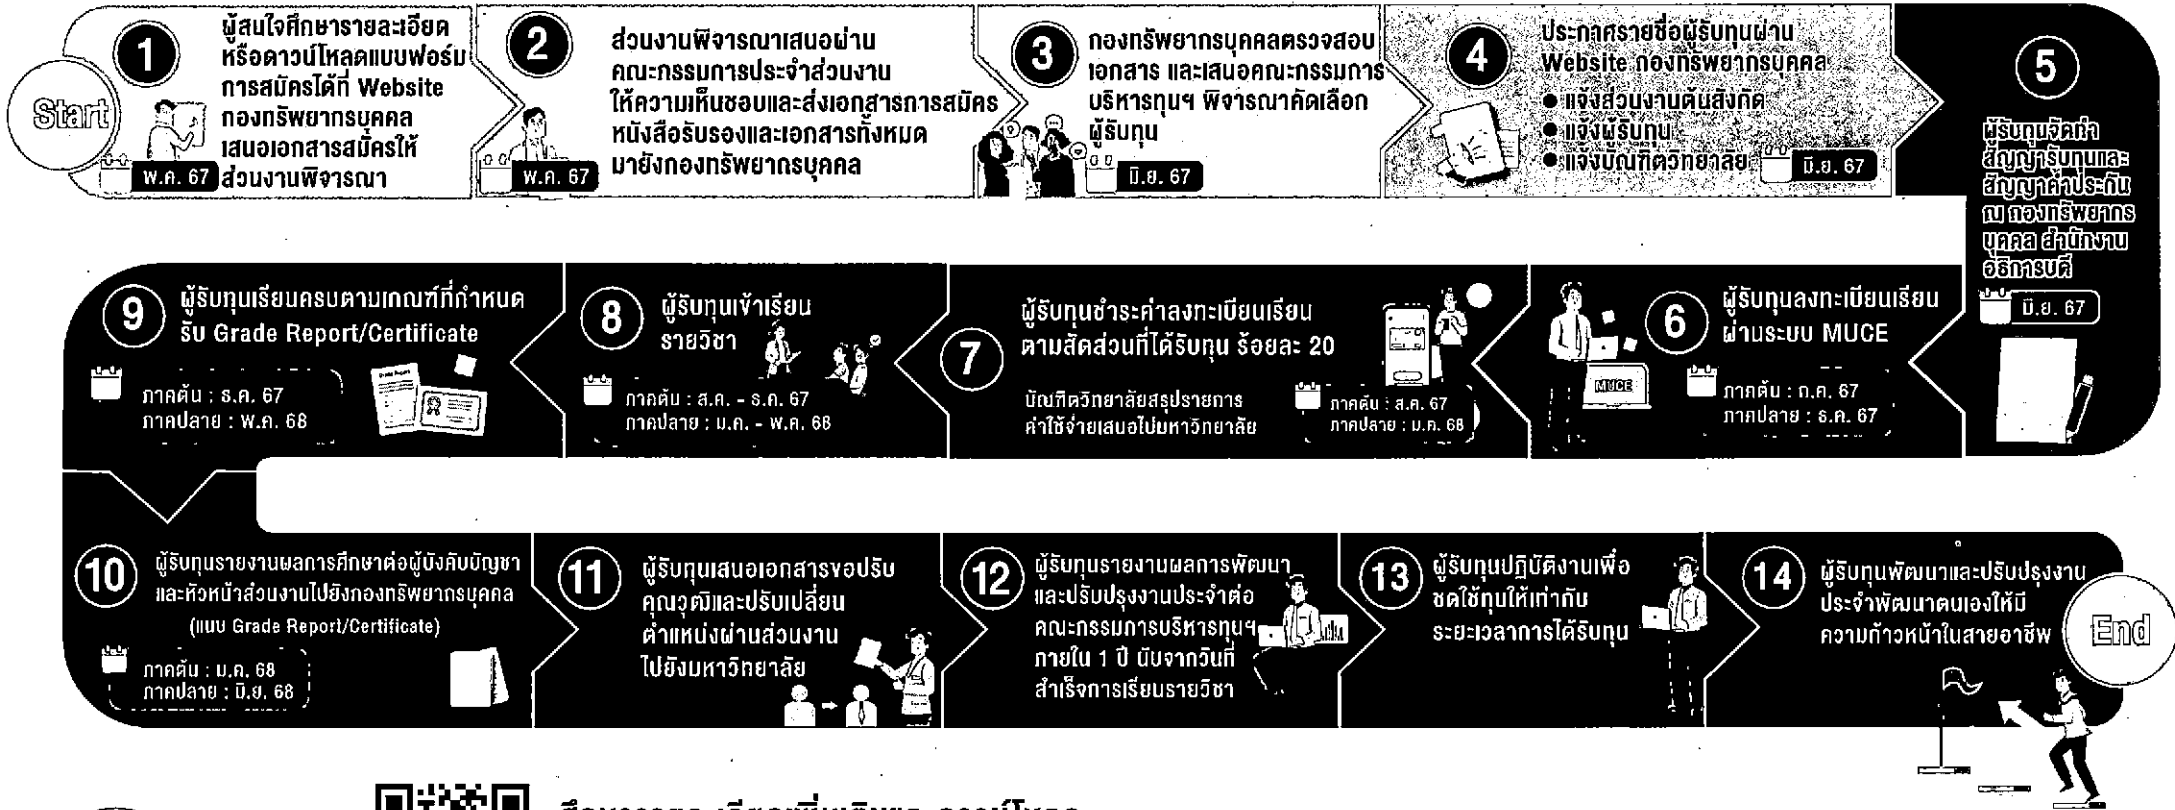 Start
1
ผู้สนใจศึกษารายละเอียด
หรือดาวน์โหลดแบบฟอร์ม
การสมัครได้ที่ Website
กองทรัพยากรบุคคล
เสนอเอกสารสมัครให้
ส่วนงานพิจารณา
พ.ค. 67
2
ส่วนงานพิจารณาเสนอผ่าน
คณะกรรมการประจำส่วนงาน
ให้ความเห็นชอบและส่งเอกสารการสมัคร
หนังสือรับรองและเอกสารทั้งหมด
มายังกองทรัพยากรบุคคล
พ.ค. 67
3
กองทรัพยากรบุคคลตรวจสอบ
เอกสาร และเสนอคณะกรรมการ
บริหารทุนฯ พิจารณาคัดเลือก
ผู้รับทุน
มิ.ย. 67
4
ประกาศรายชื่อผู้รับทุนผ่าน
Website กองทรัพยากรบุคคล
● แจ้งส่วนงานต้นสังกัด
● แจ้งผู้รับทุน
● แจ้งบัณฑิตวิทยาลัย
มิ.ย. 67
5
ผู้รับทุนจัดทำ
สัญญารับทุนและ
สัญญาค้ำประกัน
ณ กองทรัพยากร
บุคคล สำนักงาน
อธิการบดี
มิ.ย. 67
6
ผู้รับทุนลงทะเบียนเรียน
ผ่านระบบ MUCE
MUCE
ภาคต้น : ก.ค. 67
ภาคปลาย : ธ.ค. 67
7
ผู้รับทุนชำระค่าลงทะเบียนเรียน
ตามสัดส่วนที่ได้รับทุน ร้อยละ 20
บัณฑิตวิทยาลัยสรุปรายการ
ค่าใช้จ่ายเสนอไปมหาวิทยาลัย
ภาคต้น : ส.ค. 67
ภาคปลาย : ม.ค. 68
8
ผู้รับทุนเข้าเรียน
รายวิชา
ภาคต้น : ส.ค. - ธ.ค. 67
ภาคปลาย : ม.ค. - พ.ค. 68
9
ผู้รับทุนเรียนครบตามเกณฑ์ที่กำหนด
รับ Grade Report/Certificate
Grade Report
ภาคต้น : ธ.ค. 67
ภาคปลาย : พ.ค. 68
10
ผู้รับทุนรายงานผลการศึกษาต่อผู้บังคับบัญชา
และหัวหน้าส่วนงานไปยังกองทรัพยากรบุคคล
(แนบ Grade Report/Certificate)
ภาคต้น : ม.ค. 68
ภาคปลาย : มิ.ย. 68
11
ผู้รับทุนเสนอเอกสารขอปรับ
คุณวุฒิและปรับเปลี่ยน
ตำแหน่งผ่านส่วนงาน
ไปยังมหาวิทยาลัย
12
ผู้รับทุนรายงานผลการพัฒนา
และปรับปรุงงานประจำต่อ
คณะกรรมการบริหารทุนฯ
ภายใน 1 ปี นับจากวันที่
สำเร็จการเรียนรายวิชา
13
ผู้รับทุนปฏิบัติงานเพื่อ
ชดใช้ทุนให้เท่ากับ
ระยะเวลาการได้รับทุน
14
ผู้รับทุนพัฒนาและปรับปรุงงาน
ประจำพัฒนาตนเองให้มี
ความก้าวหน้าในสายอาชีพ
End